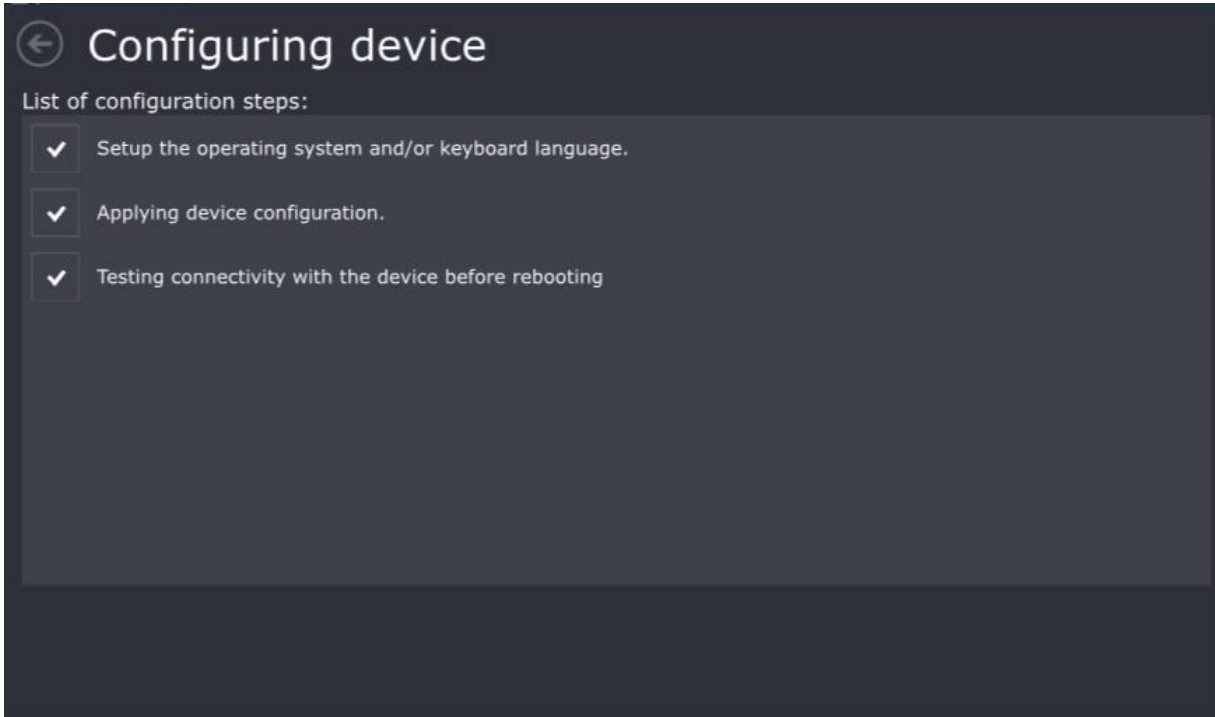 Configuring device
List of configuration steps:
Setup the operating system and/or keyboard language.
Applying device configuration.
Testing connectivity with the device before rebooting